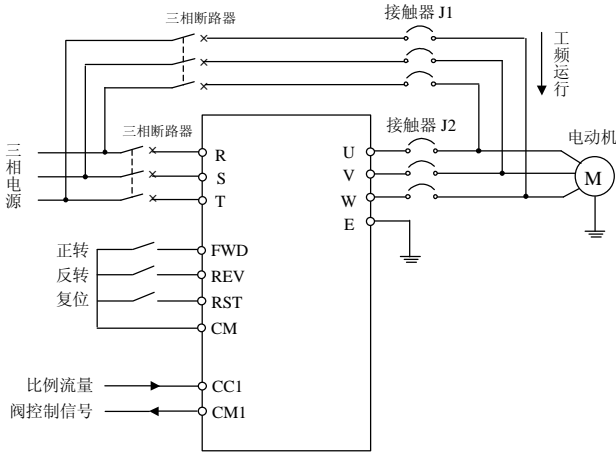 三相断路器
接触器 J1
工频运行
三相断路器
接触器 J2
电动机
三相电源
R
U
S
V
M
T
W
E
正转
FWD
反转
REV
复位
RST
CM
比例流量
CC1
阀控制信号
CM1